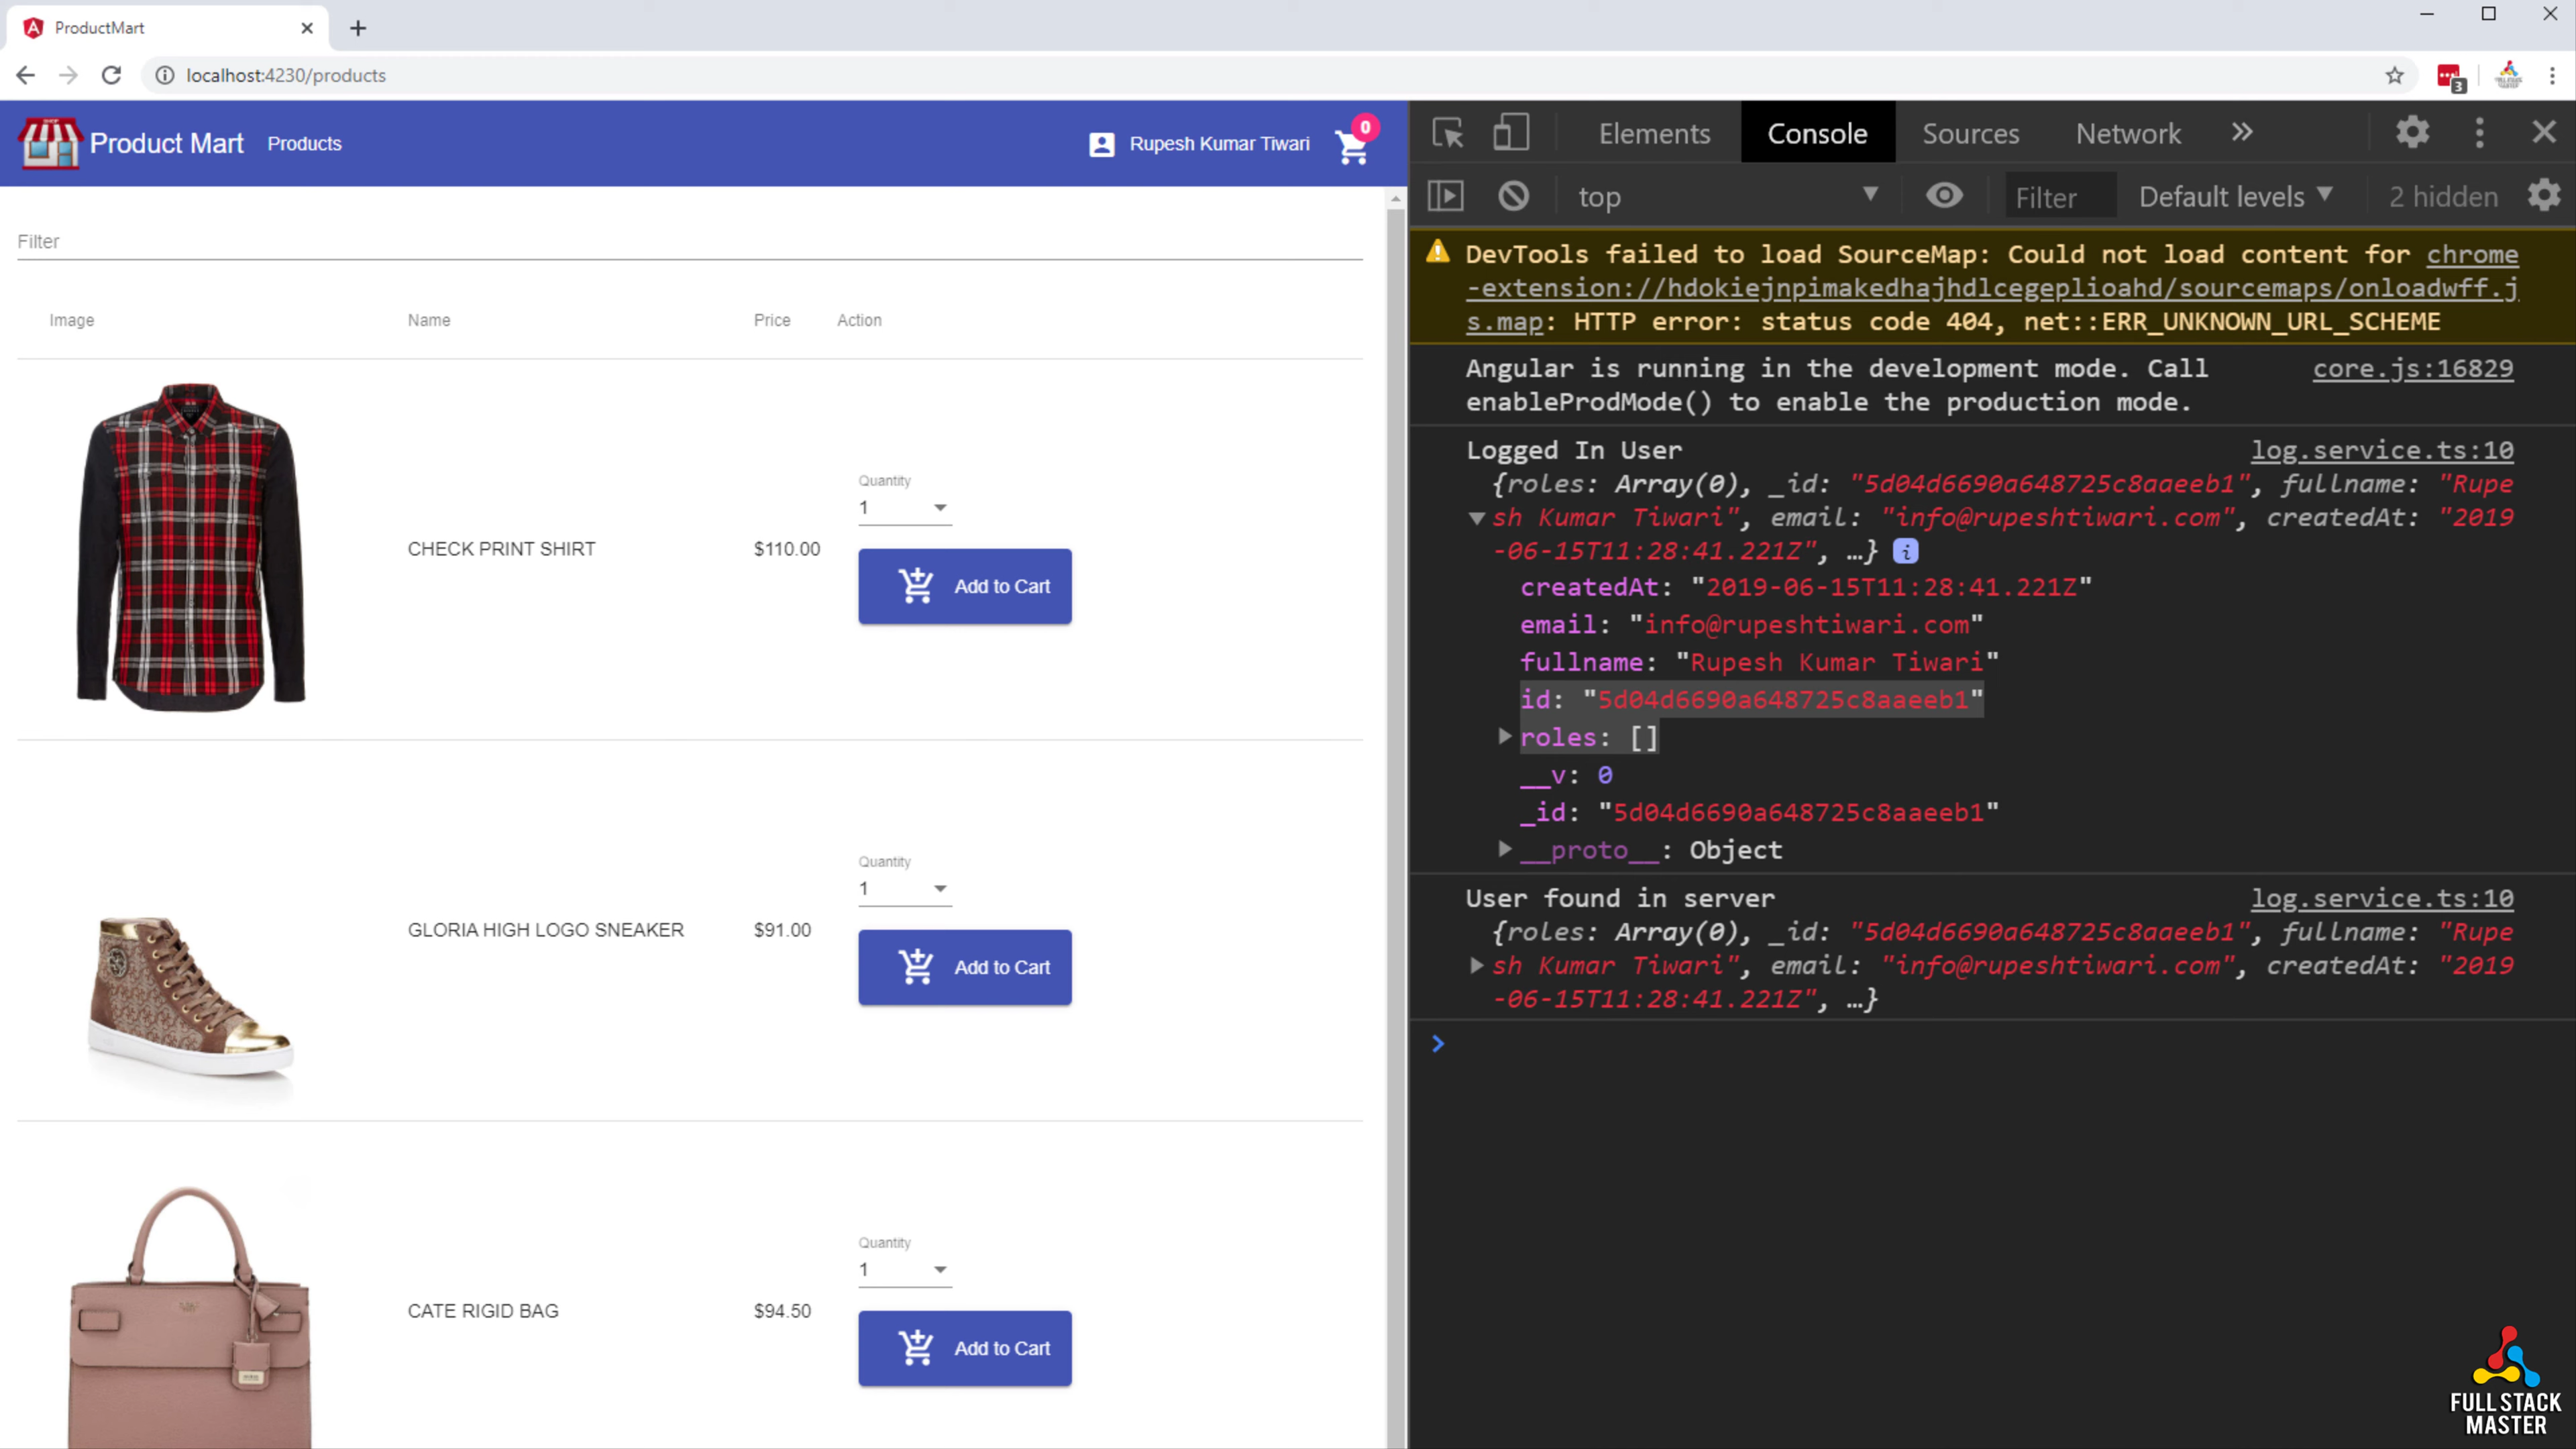 ProductMart
localhost:4230/products
3
Product Mart
Products
Rupesh Kumar Tiwari
0
Filter
Image
Name
Price
Action
CHECK PRINT SHIRT
$110.00
Quantity
1
Add to Cart
GLORIA HIGH LOGO SNEAKER
$91.00
Quantity
1
Add to Cart
CATE RIGID BAG
$94.50
Quantity
1
Add to Cart
Elements
Console
Sources
Network
top
Filter
Default levels
2 hidden
DevTools failed to load SourceMap: Could not load content for chrome
-extension://hdokiejnpimakedhajhdlcegeplioahd/sourcemaps/onloadwff.j
s.map: HTTP error: status code 404, net::ERR_UNKNOWN_URL_SCHEME
Angular is running in the development mode. Call core.js:16829
enableProdMode() to enable the production mode.
Logged In User log.service.ts:10
{roles: Array(0), _id: "5d04d6690a648725c8aaeeb1", fullname: "Rupe
sh Kumar Tiwari", email: "info@rupeshtiwari.com", createdAt: "2019
-06-15T11:28:41.221Z", …} i
createdAt: "2019-06-15T11:28:41.221Z"
email: "info@rupeshtiwari.com"
fullname: "Rupesh Kumar Tiwari"
id: "5d04d6690a648725c8aaeeb1"
roles: []
__v: 0
_id: "5d04d6690a648725c8aaeeb1"
__proto__: Object
User found in server log.service.ts:10
{roles: Array(0), _id: "5d04d6690a648725c8aaeeb1", fullname: "Rupe
sh Kumar Tiwari", email: "info@rupeshtiwari.com", createdAt: "2019
-06-15T11:28:41.221Z", …}
FULL STACK
MASTER